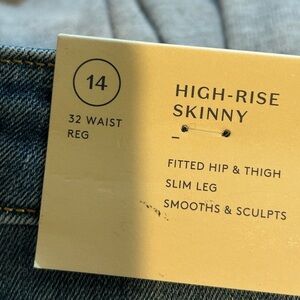 14
32 WAIST
REG
HIGH-RISE
SKINNY
FITTED HIP & THIGH
SLIM LEG
SMOOTHS & SCULPTS